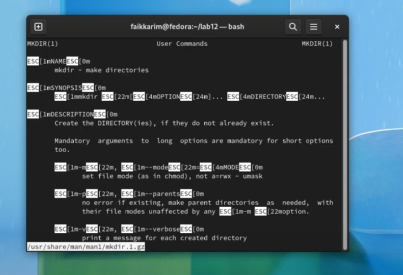 faikkarim@fedora:~/lab12 — bash
MKDIR(1) User Commands MKDIR(1)
ESC[1mNAMEESC[0m
mkdir - make directories
ESC[1mSYNOPSISESC[0m
ESC[1mmkdir ESC[22m[ESC[4mOPTIONESC[24m]... ESC[4mDIRECTORYESC[24m...
ESC[1mDESCRIPTIONESC[0m
Create the DIRECTORY(ies), if they do not already exist.
Mandatory arguments to long options are mandatory for short options
too.
ESC[1m-mESC[22m, ESC[1m--modeESC[22m=ESC[4mMODEESC[0m
set file mode (as in chmod), not a=rwx - umask
ESC[1m-pESC[22m, ESC[1m--parentsESC[0m
no error if existing, make parent directories as needed, with
their file modes unaffected by any ESC[1m-m ESC[22moption.
ESC[1m-vESC[22m, ESC[1m--verboseESC[0m
print a message for each created directory
/usr/share/man/man1/mkdir.1.gz